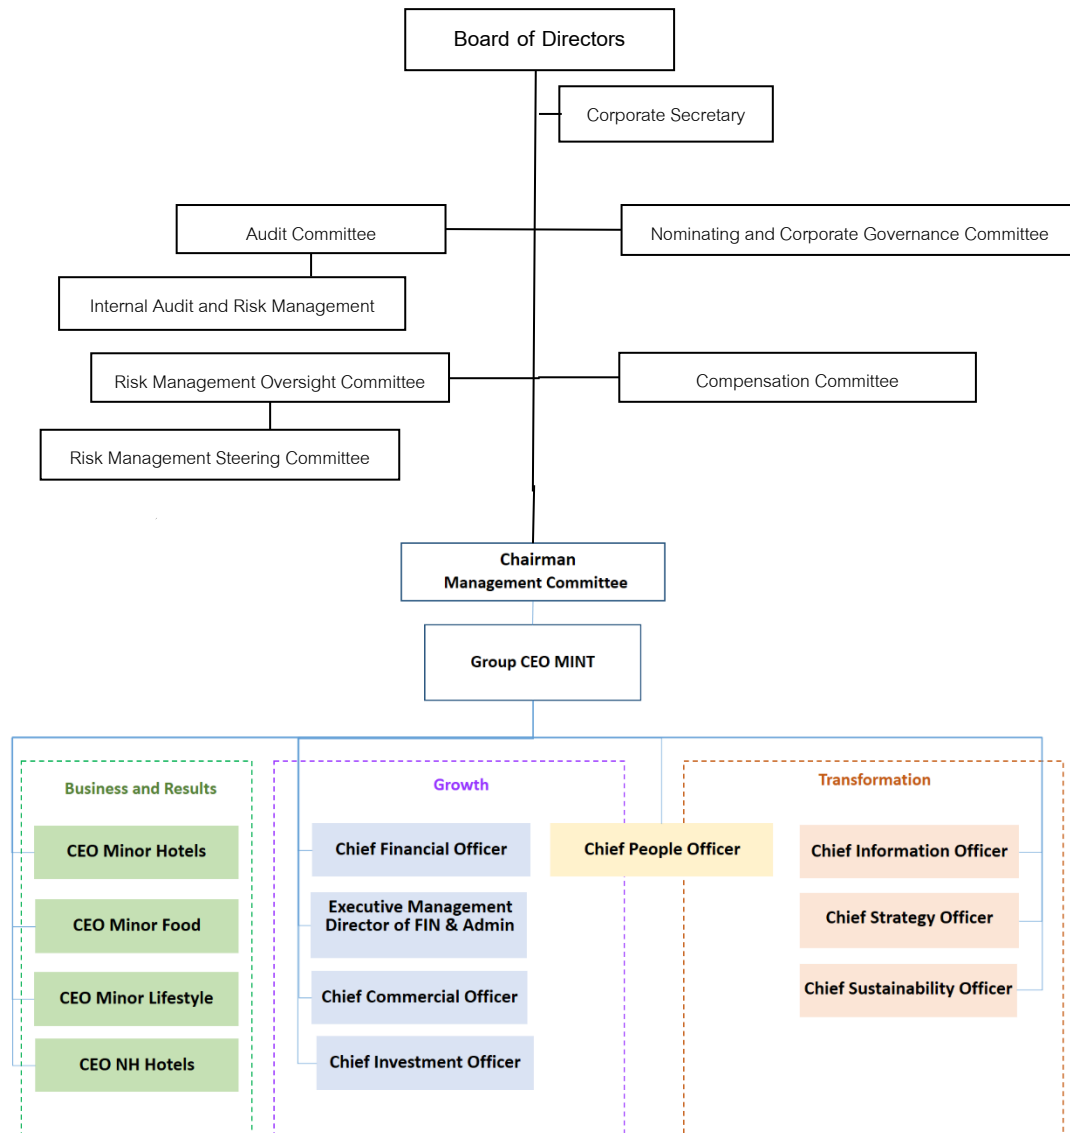 Board of Directors
Corporate Secretary
Audit Committee
Nominating and Corporate Governance Committee
Internal Audit and Risk Management
Risk Management Oversight Committee
Compensation Committee
Risk Management Steering Committee
Chairman
Management Committee
Group CEO MINT
Business and Results
CEO Minor Hotels
CEO Minor Food
CEO Minor Lifestyle
CEO NH Hotels
Growth
Chief Financial Officer
Executive Management
Director of FIN & Admin
Chief Commercial Officer
Chief Investment Officer
Chief People Officer
Transformation
Chief Information Officer
Chief Strategy Officer
Chief Sustainability Officer